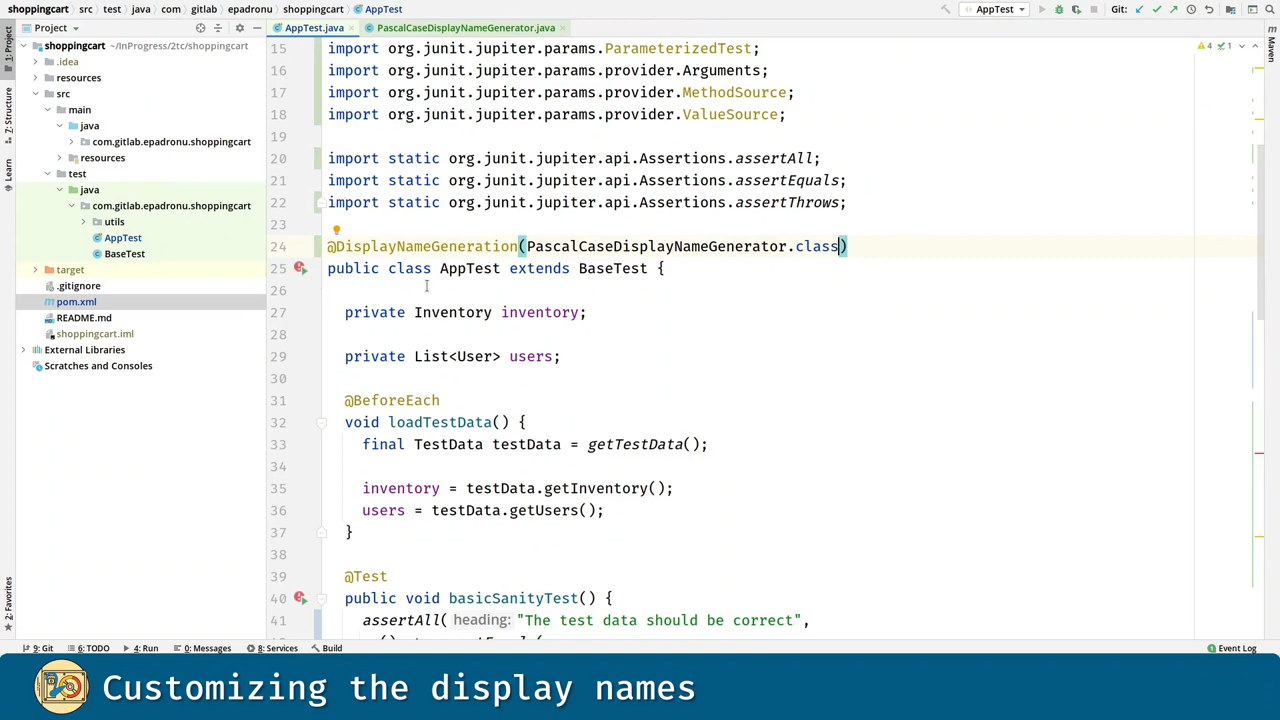 shoppingcart › src › test › java › com › gitlab › epadronu › shoppingcart › AppTest
AppTest
Git:
Project
AppTest.java
PascalCaseDisplayNameGenerator.java
1: Project
Z: Structure
Learn
2: Favorites
Maven
shoppingcart ~/InProgress/2tc/shoppingcart
.idea
resources
src
main
java
com.gitlab.epadronu.shoppingcart
resources
test
java
com.gitlab.epadronu.shoppingcart
utils
AppTest
BaseTest
target
.gitignore
pom.xml
README.md
shoppingcart.iml
External Libraries
Scratches and Consoles
4 1
15 import org.junit.jupiter.params.ParameterizedTest;
16 import org.junit.jupiter.params.provider.Arguments;
17 import org.junit.jupiter.params.provider.MethodSource;
18 import org.junit.jupiter.params.provider.ValueSource;
19
20 import static org.junit.jupiter.api.Assertions.assertAll;
21 import static org.junit.jupiter.api.Assertions.assertEquals;
22 import static org.junit.jupiter.api.Assertions.assertThrows;
23
24 @DisplayNameGeneration(PascalCaseDisplayNameGenerator.class)
25 public class AppTest extends BaseTest {
26
27 private Inventory inventory;
28
29 private List<User> users;
30
31 @BeforeEach
32 void loadTestData() {
33 final TestData testData = getTestData();
34
35 inventory = testData.getInventory();
36 users = testData.getUsers();
37 }
38
39 @Test
40 public void basicSanityTest() {
41 assertAll( heading: "The test data should be correct",
9: Git
6: TODO
4: Run
0: Messages
8: Services
Build
Event Log
Customizing the display names